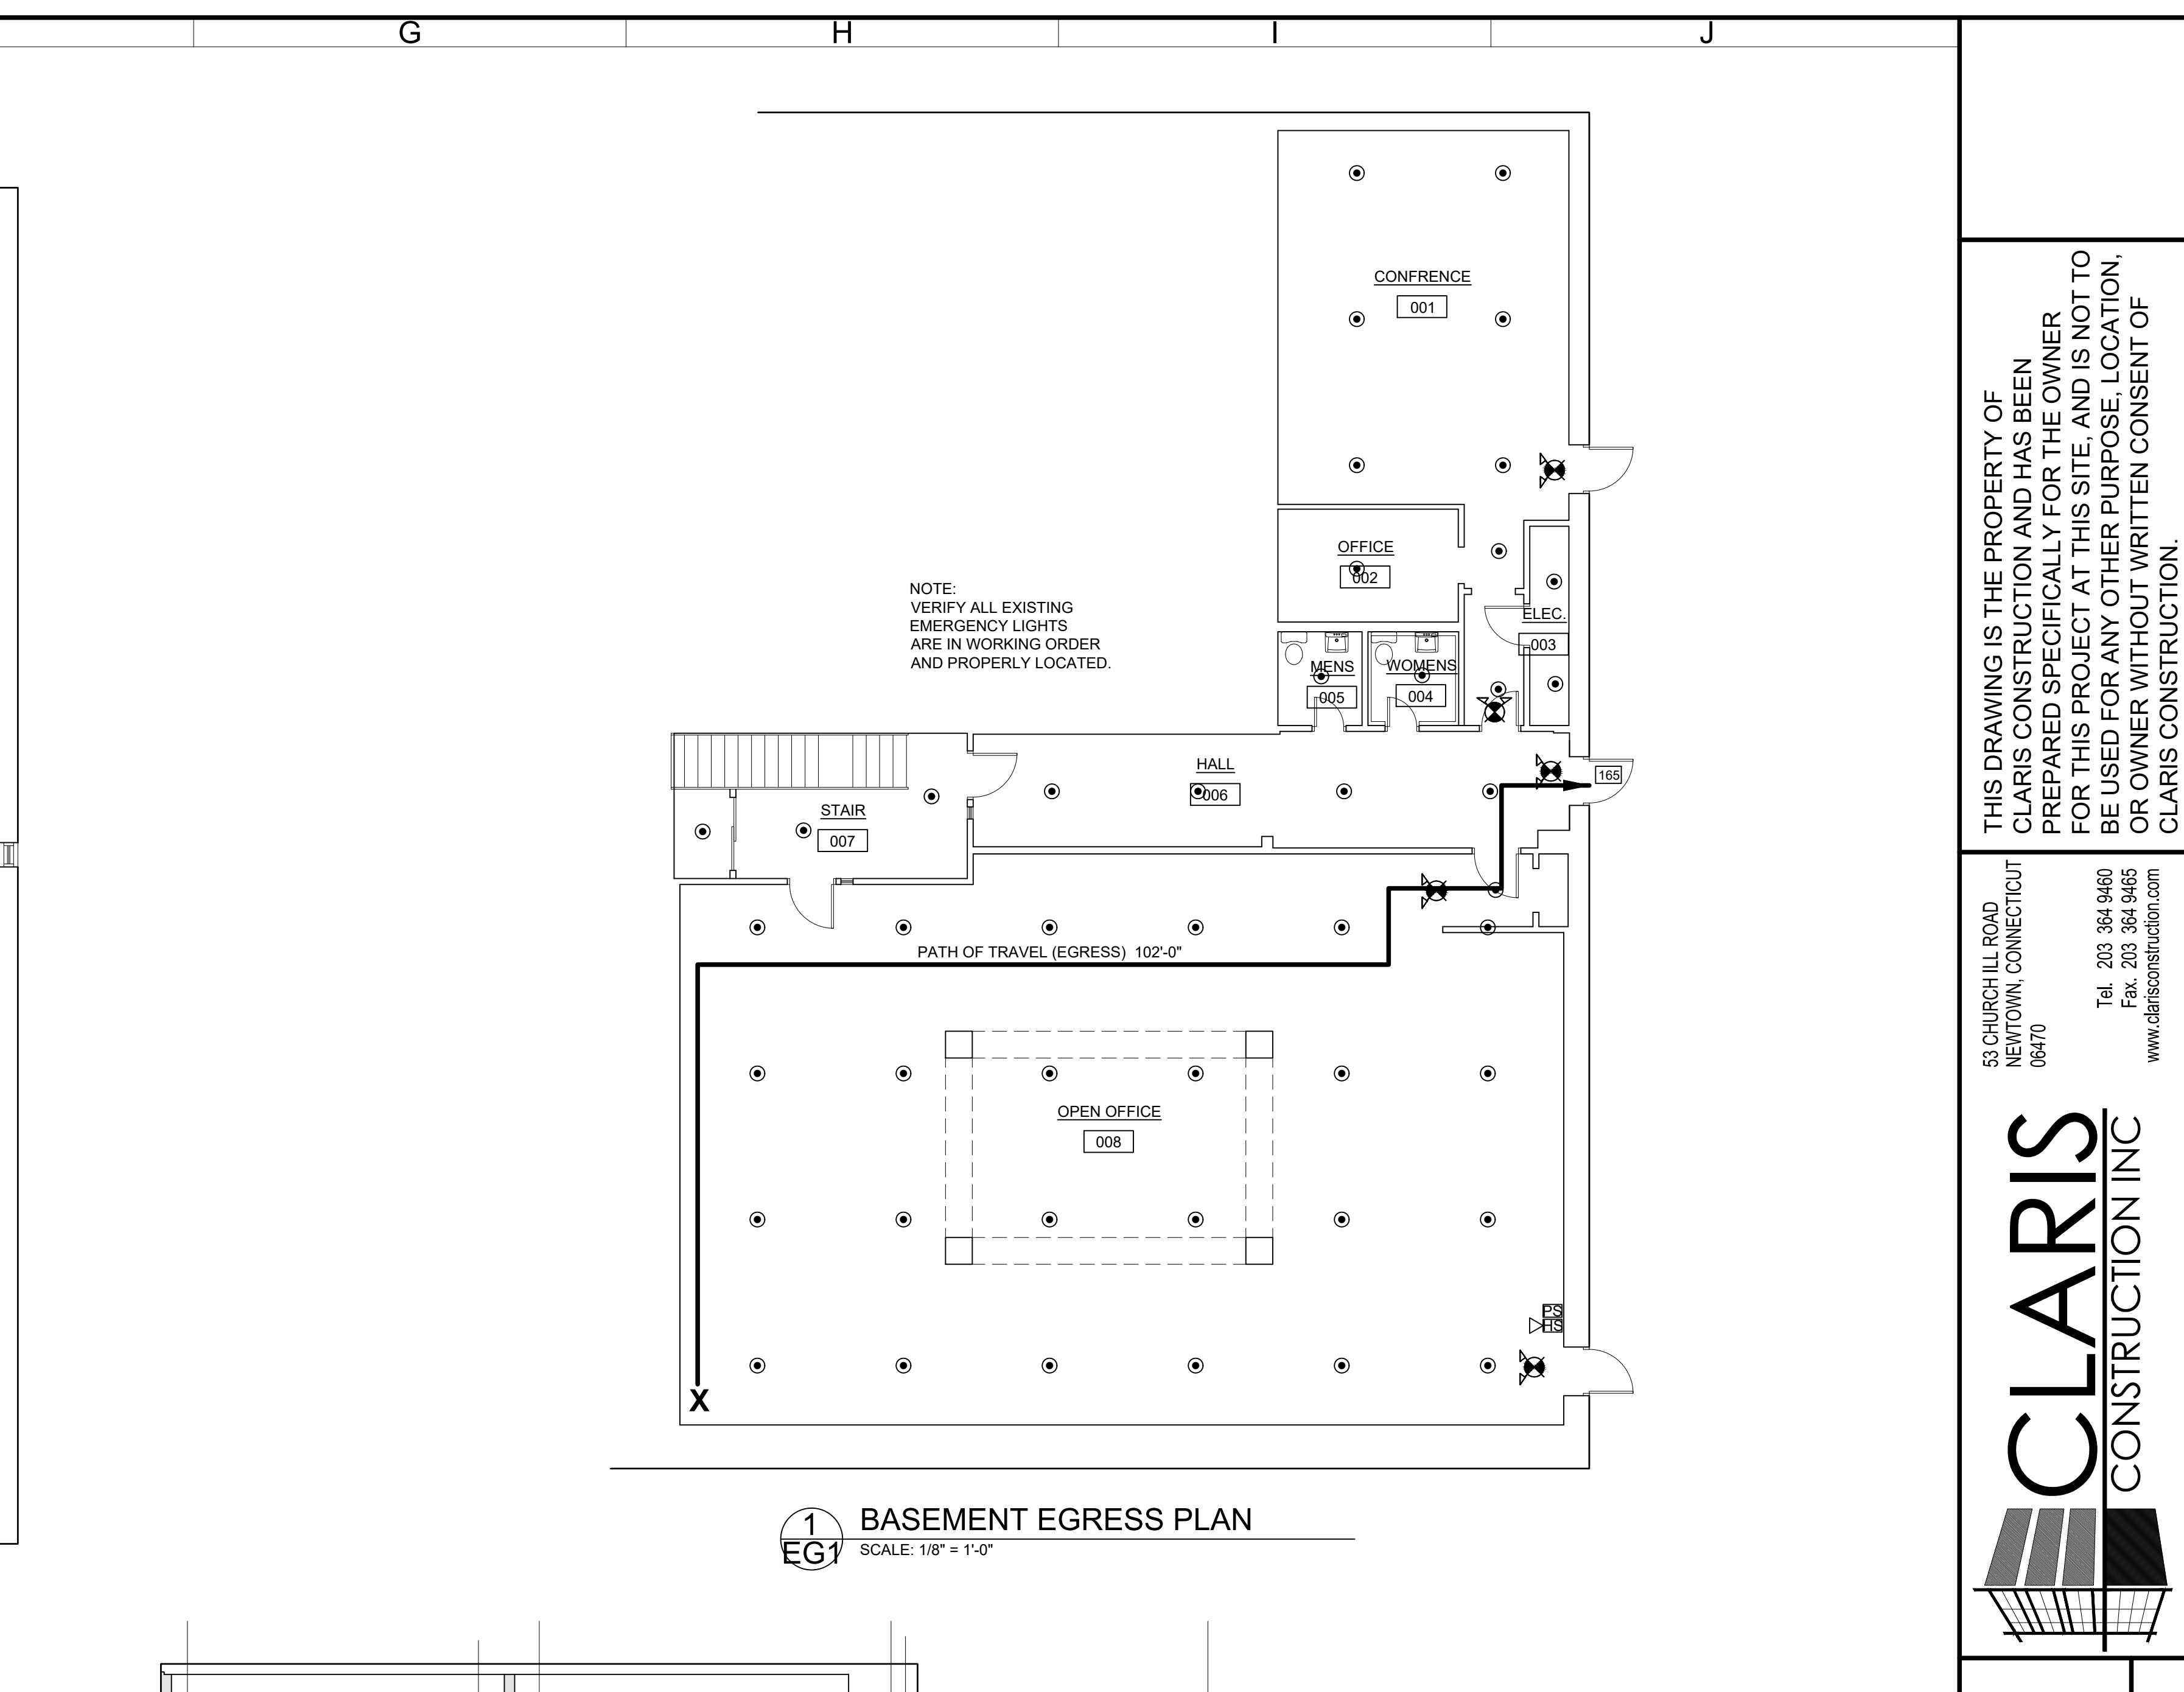 G
H
I
J
CONFRENCE
001
OFFICE
002
ELEC.
003
MENS
005
WOMENS
004
NOTE:
VERIFY ALL EXISTING
EMERGENCY LIGHTS
ARE IN WORKING ORDER
AND PROPERLY LOCATED.
HALL
006
165
STAIR
007
PATH OF TRAVEL (EGRESS) 102'-0"
OPEN OFFICE
008
PS
HS
X
1
EG1
BASEMENT EGRESS PLAN
SCALE: 1/8" = 1'-0"
THIS DRAWING IS THE PROPERTY OF
CLARIS CONSTRUCTION AND HAS BEEN
PREPARED SPECIFICALLY FOR THE OWNER
FOR THIS PROJECT AT THIS SITE, AND IS NOT TO
BE USED FOR ANY OTHER PURPOSE, LOCATION,
OR OWNER WITHOUT WRITTEN CONSENT OF
CLARIS CONSTRUCTION.
53 CHURCH ILL ROAD
NEWTOWN, CONNECTICUT
06470
Tel. 203 364 9460
Fax. 203 364 9465
www.clarisconstruction.com
CLARIS
CONSTRUCTION INC